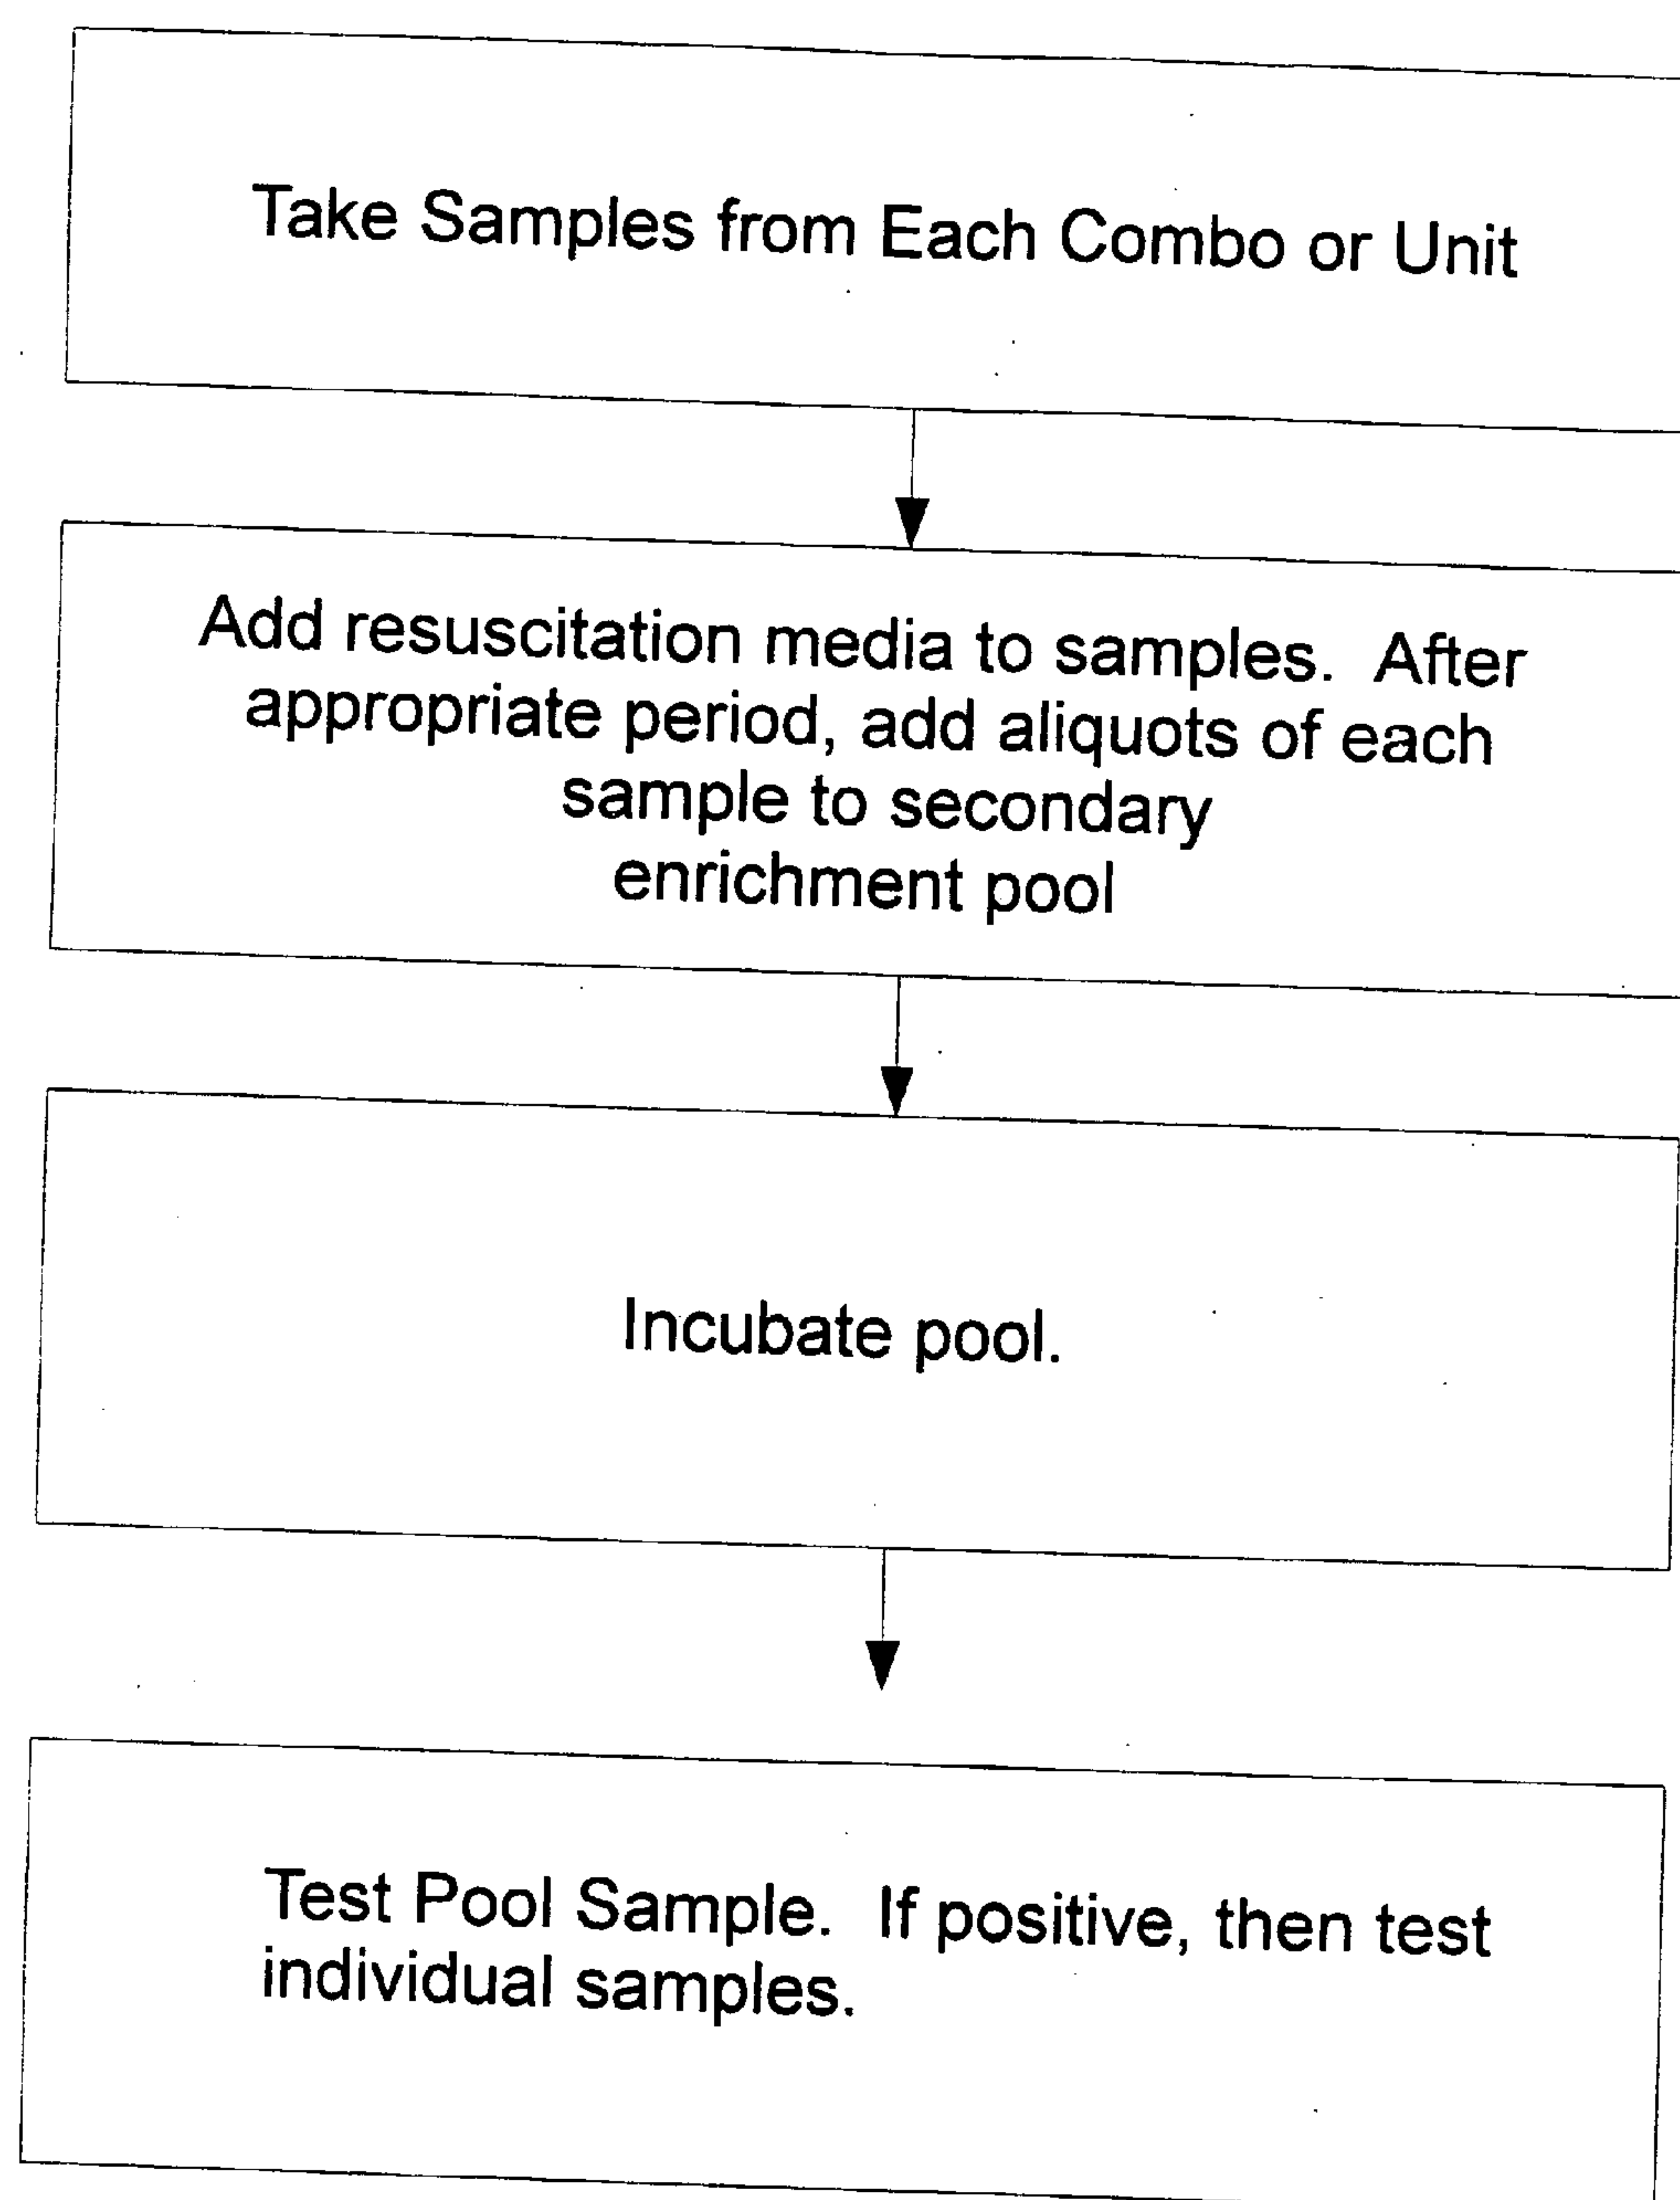 Take Samples from Each Combo or Unit
Add resuscitation media to samples. After
appropriate period, add aliquots of each
sample to secondary
enrichment pool
Incubate pool.
Test Pool Sample. If positive, then test
individual samples.